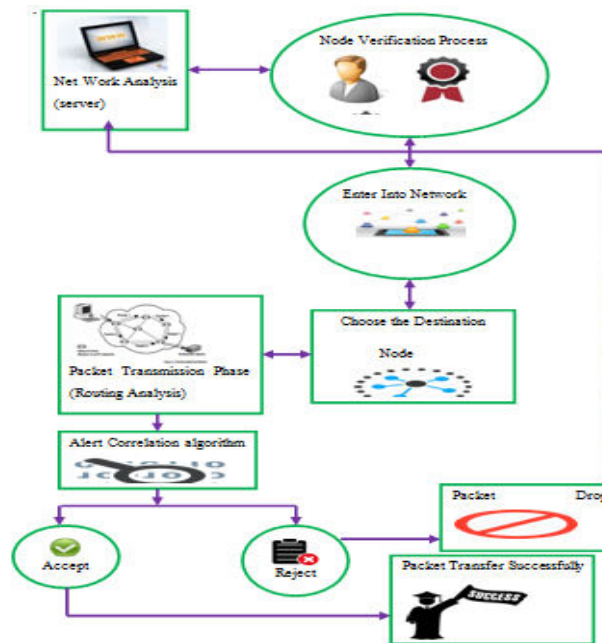 Node Verification Process
Net Work Analysis
(server)
Enter Into Network
Choose the Destination
Node
Packet Transmission Phase
(Routing Analysis)
Alert Correlation algorithm
Packet Drop
Accept
Reject
Packet Transfer Successfully
SUCCESS